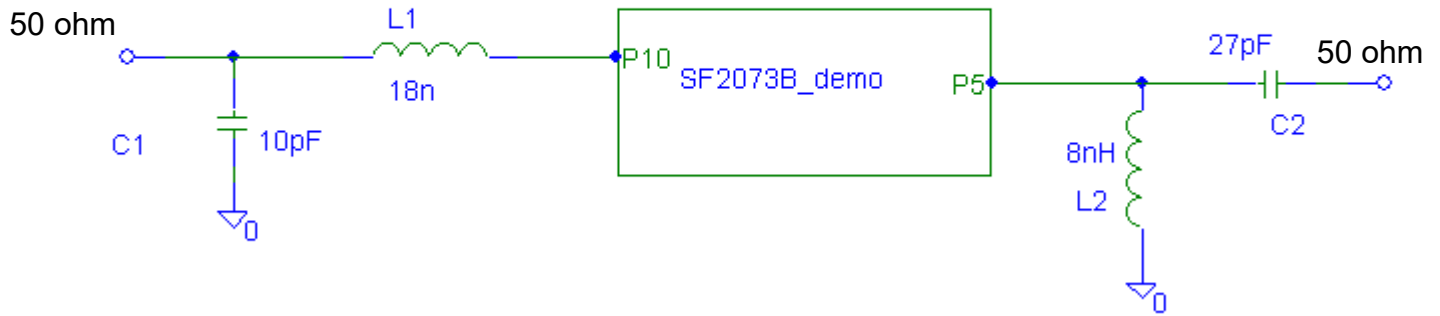 50 ohm
L1
18n
C1
10pF
0
P10
SF2073B_demo
P5
27pF
50 ohm
C2
8nH
L2
0